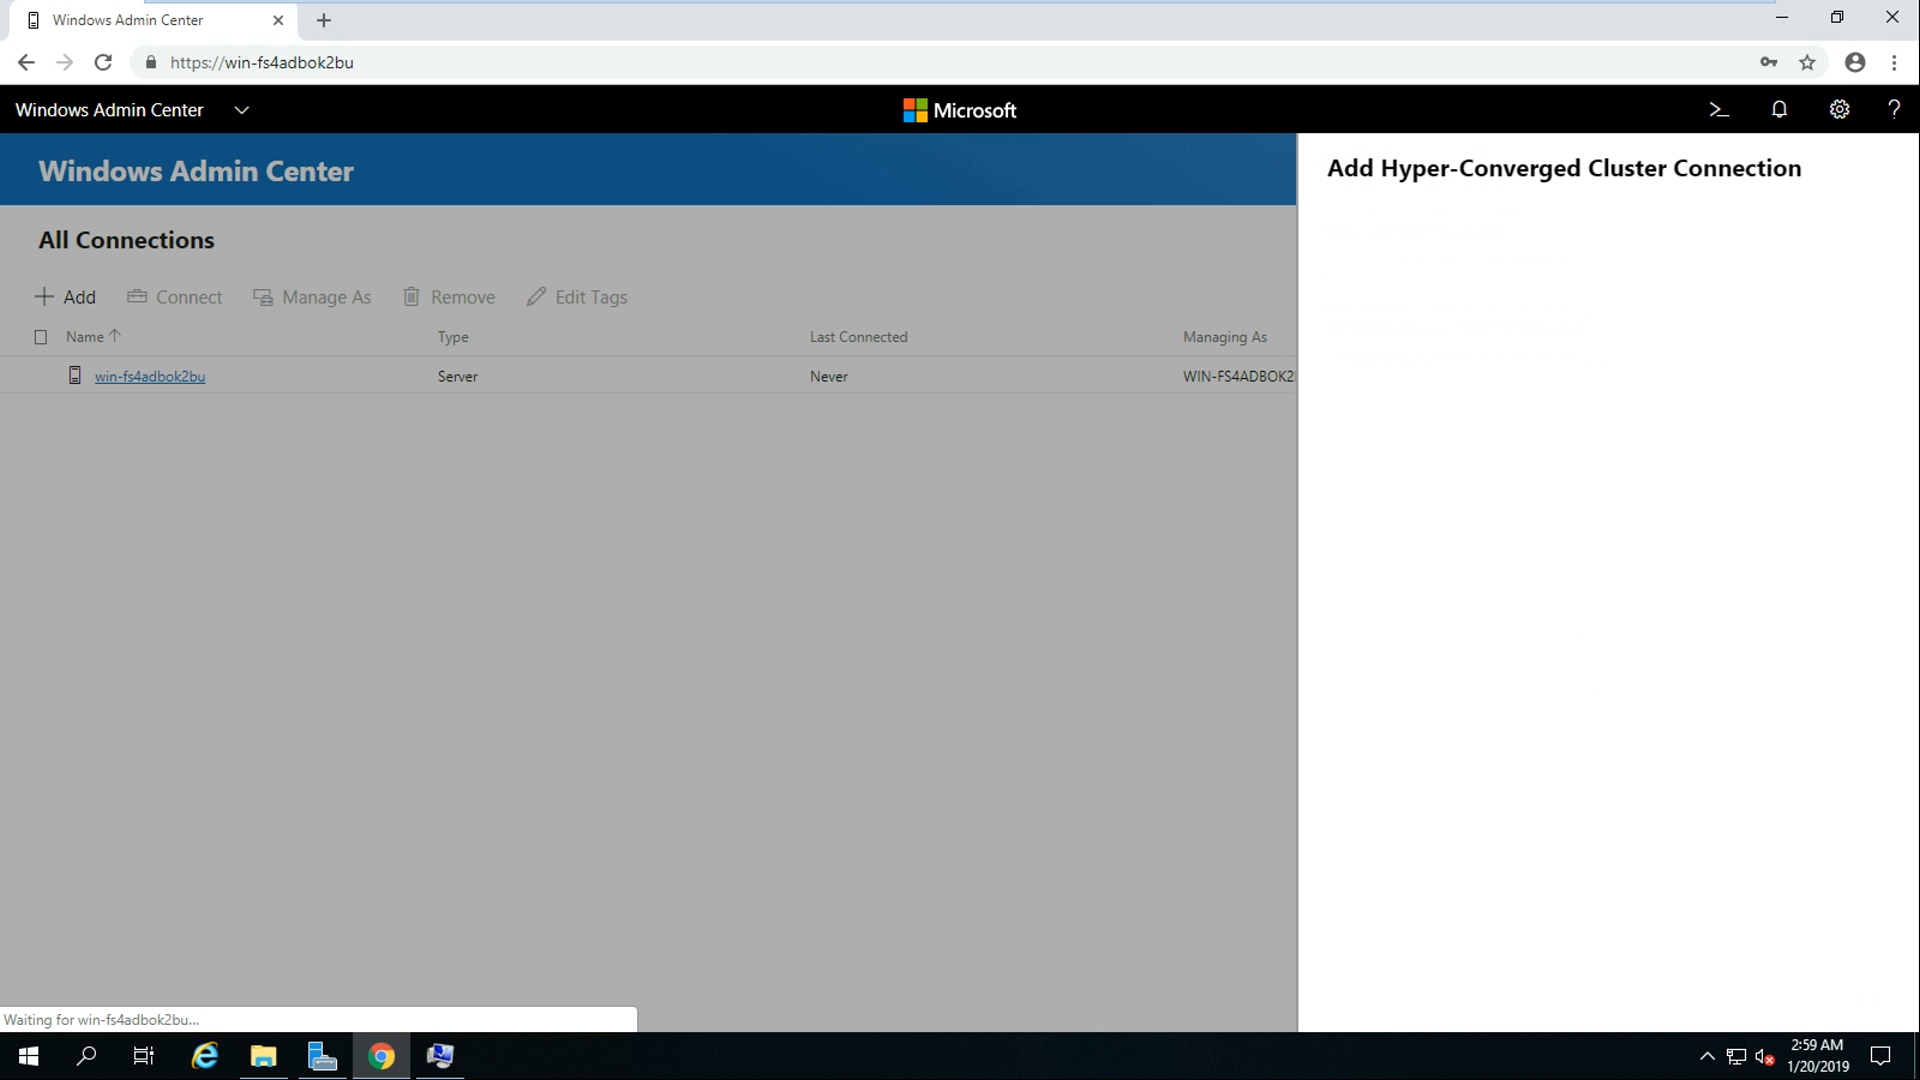 Windows Admin Center
https://win-fs4adbok2bu
Windows Admin Center
Microsoft
Windows Admin Center
Add Hyper-Converged Cluster Connection
All Connections
Add Connect Manage As Remove Edit Tags
Name Type Last Connected Managing As
win-fs4adbok2bu Server Never WIN-FS4ADBOK2
Waiting for win-fs4adbok2bu...
2:59 AM
1/20/2019